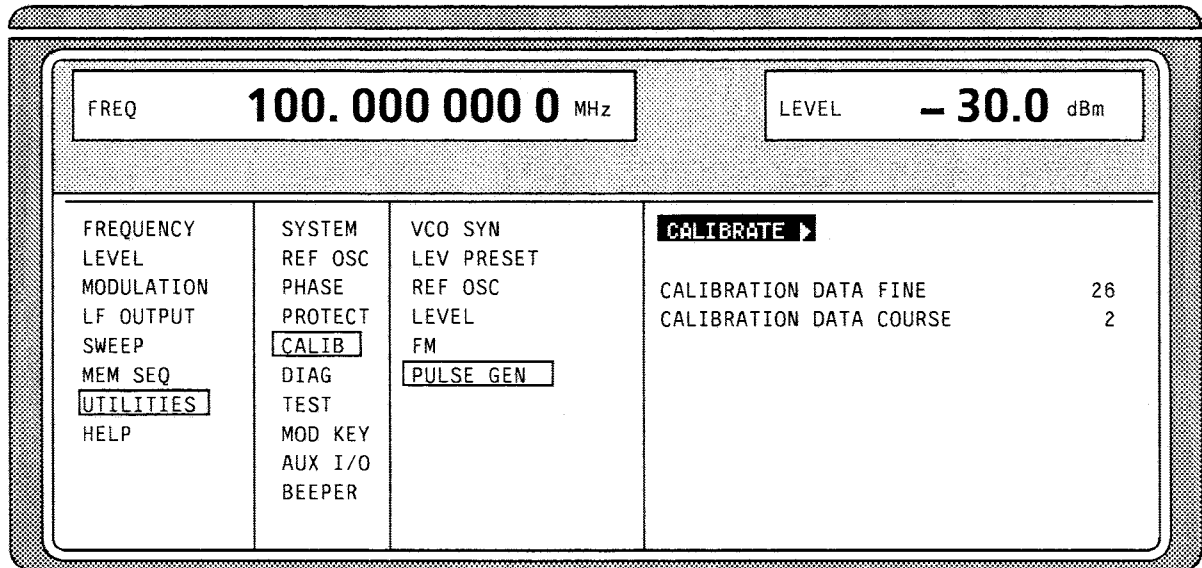 FREQ 100. 000 000 0 MHz
LEVEL – 30.0 dBm
FREQUENCY
LEVEL
MODULATION
LF OUTPUT
SWEEP
MEM SEQ
UTILITIES
HELP
SYSTEM
REF OSC
PHASE
PROTECT
CALIB
DIAG
TEST
MOD KEY
AUX I/O
BEEPER
VCO SYN
LEV PRESET
REF OSC
LEVEL
FM
PULSE GEN
CALIBRATE ▶
CALIBRATION DATA FINE 26
CALIBRATION DATA COURSE 2